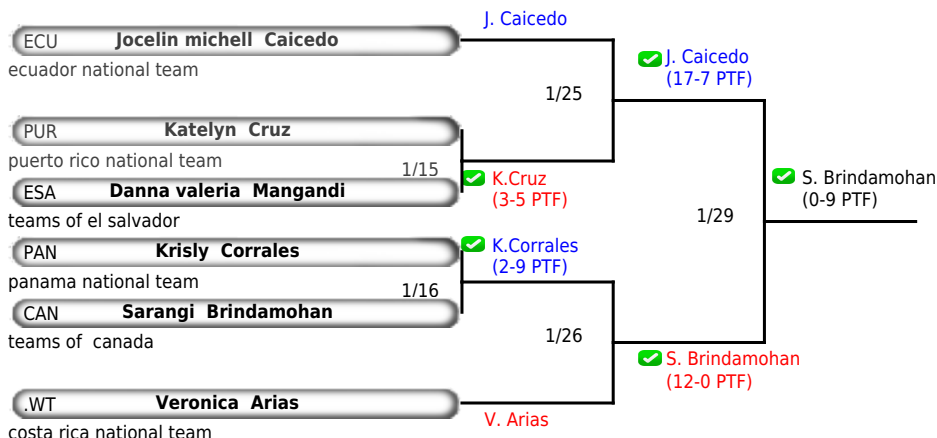 J. Caicedo
ECU Jocelin michell Caicedo
ecuador national team
J. Caicedo
(17-7 PTF)
1/25
PUR Katelyn Cruz
puerto rico national team
1/15
K.Cruz
(3-5 PTF)
ESA Danna valeria Mangandi
teams of el salvador
S. Brindamohan
(0-9 PTF)
1/29
PAN Krisly Corrales
panama national team
K.Corrales
(2-9 PTF)
1/16
CAN Sarangi Brindamohan
teams of canada
1/26
S. Brindamohan
(12-0 PTF)
.WT Veronica Arias
costa rica national team
V. Arias